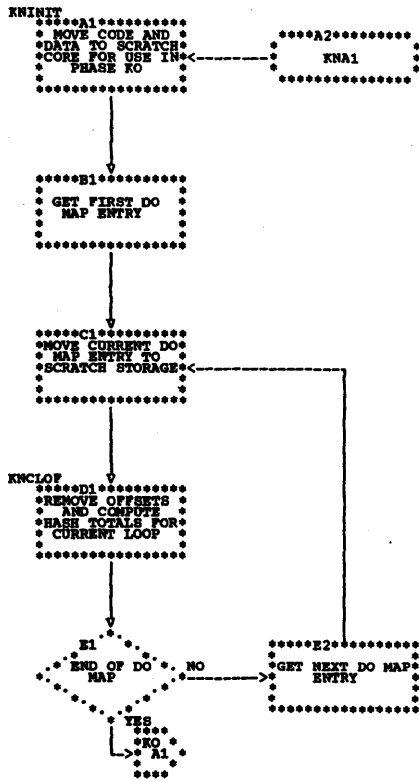 KNINIT
A1
MOVE CODE AND
DATA TO SCRATCH
CORE FOR USE IN
PHASE KO
A2
KNA1
B1
GET FIRST DO
MAP ENTRY
C1
MOVE CURRENT DO
MAP ENTRY TO
SCRATCH STORAGE
KNCLOF
D1
REMOVE OFFSETS
AND COMPUTE
HASH TOTALS FOR
CURRENT LOOP
E1
END OF DO
MAP
NO
E2
GET NEXT DO MAP
ENTRY
YES
KO
A1